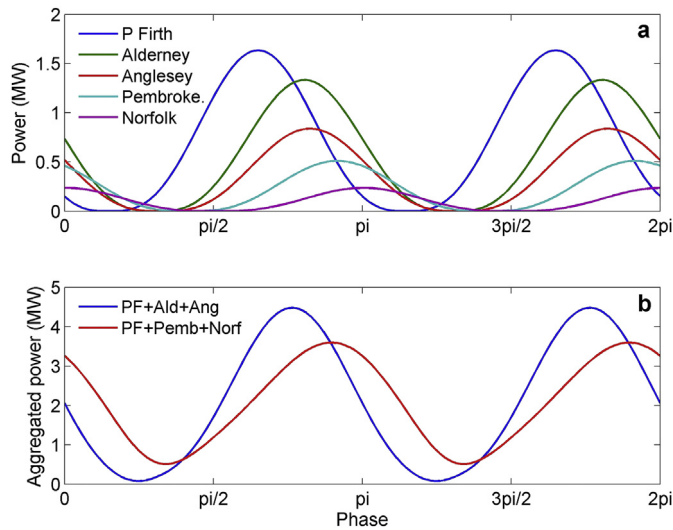 2
a
P Firth
Alderney
1.5
Anglesey
Pembroke.
Norfolk
1
Power (MW)
0.5
0
0
pi/2
pi
3pi/2
2pi
5
b
PF+Ald+Ang
4
PF+Pemb+Norf
3
2
1
0
Aggregated power (MW)
0
pi/2
pi
3pi/2
2pi
Phase